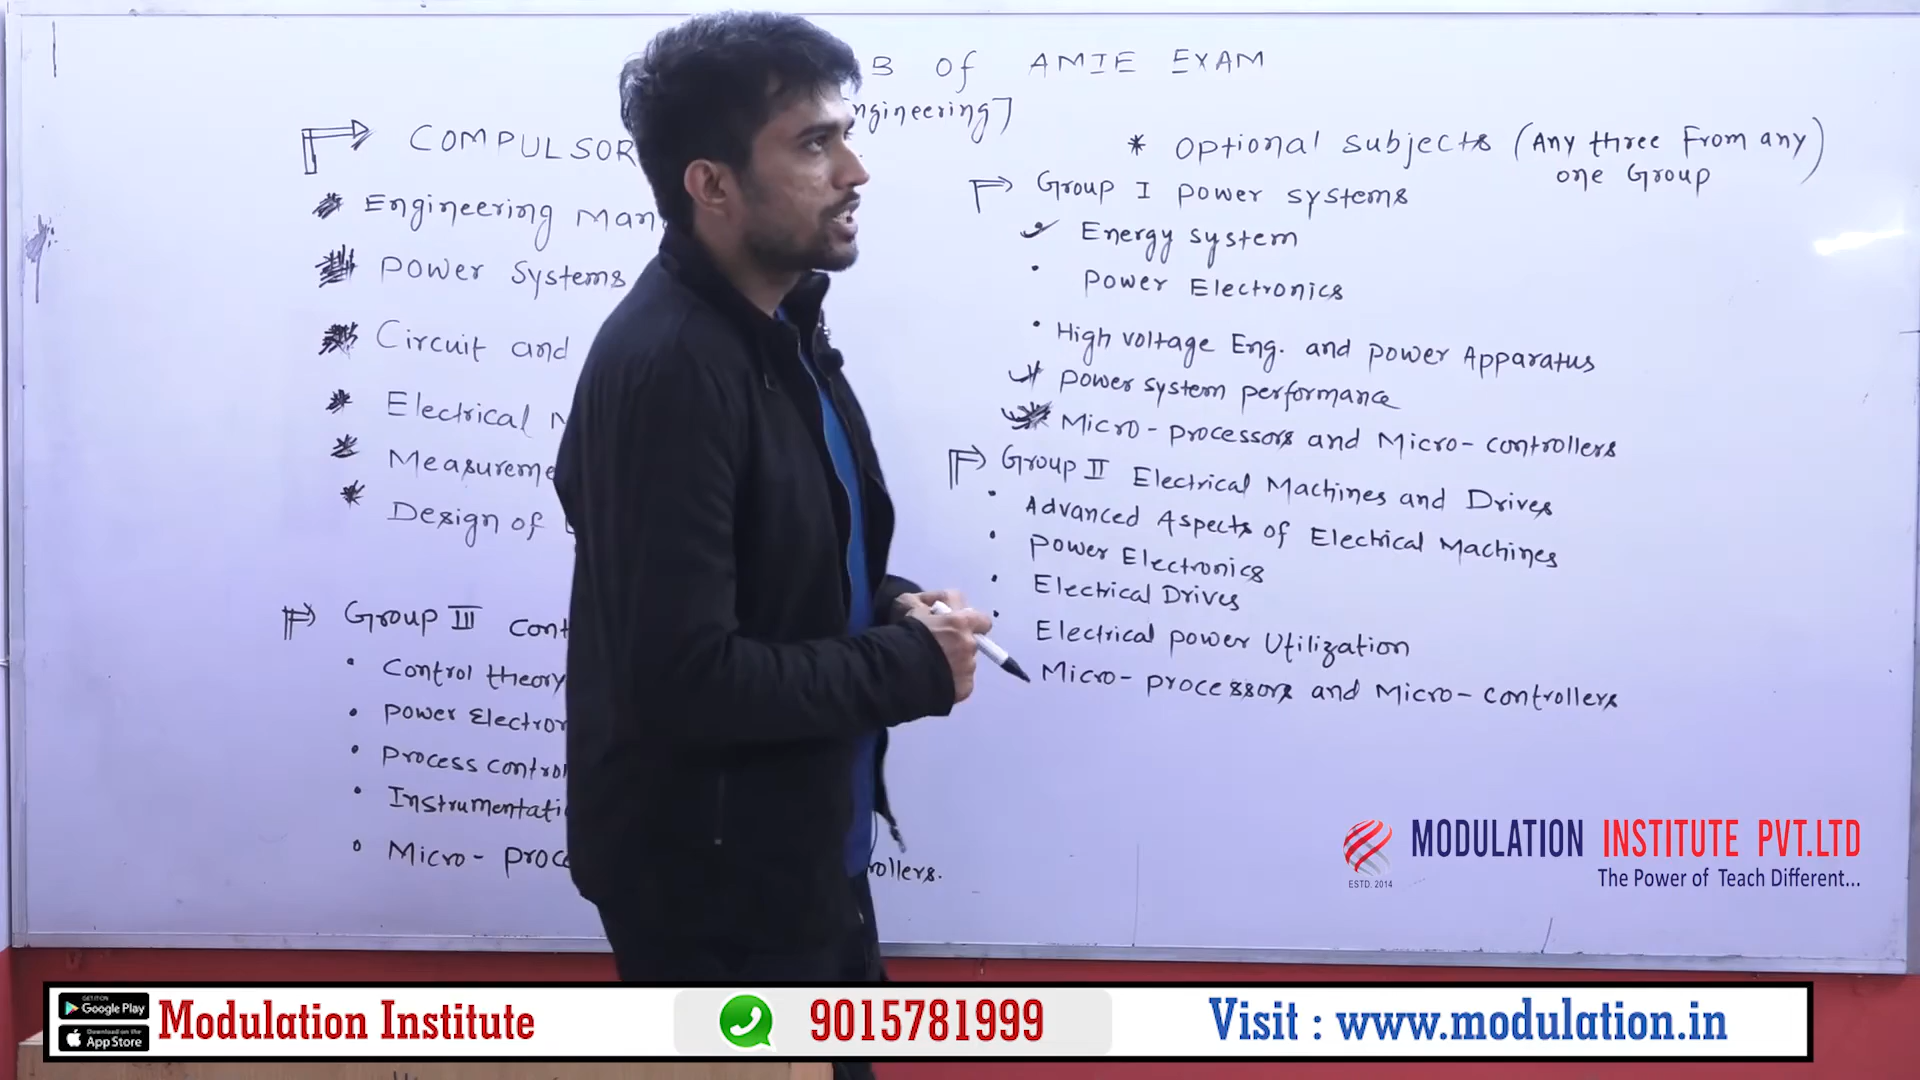 B of AMIE EXAM
ngineering]
COMPULSOR
* Engineering Man
* Power Systems
* Circuit and
* Electrical M
* Measureme
* Design of
Group III Cont
• Control theory
• Power Electron
• Process control
• Instrumentati
• Micro - proce rollers.
* Optional subjects (Any three from any
one Group)
Group I Power systems
Energy system
• Power Electronics
• High voltage Eng. and power Apparatus
Power system performance
Micro - processors and Micro - controllers
Group II Electrical Machines and Drives
• Advanced Aspects of Electrical Machines
• Power Electronics
• Electrical Drives
• Electrical power Utilization
Micro - processors and Micro - controllers
MODULATION INSTITUTE PVT.LTD
ESTD. 2014
The Power of Teach Different...
GET IT ON
Google Play
Download on the
App Store
Modulation Institute
9015781999
Visit : www.modulation.in